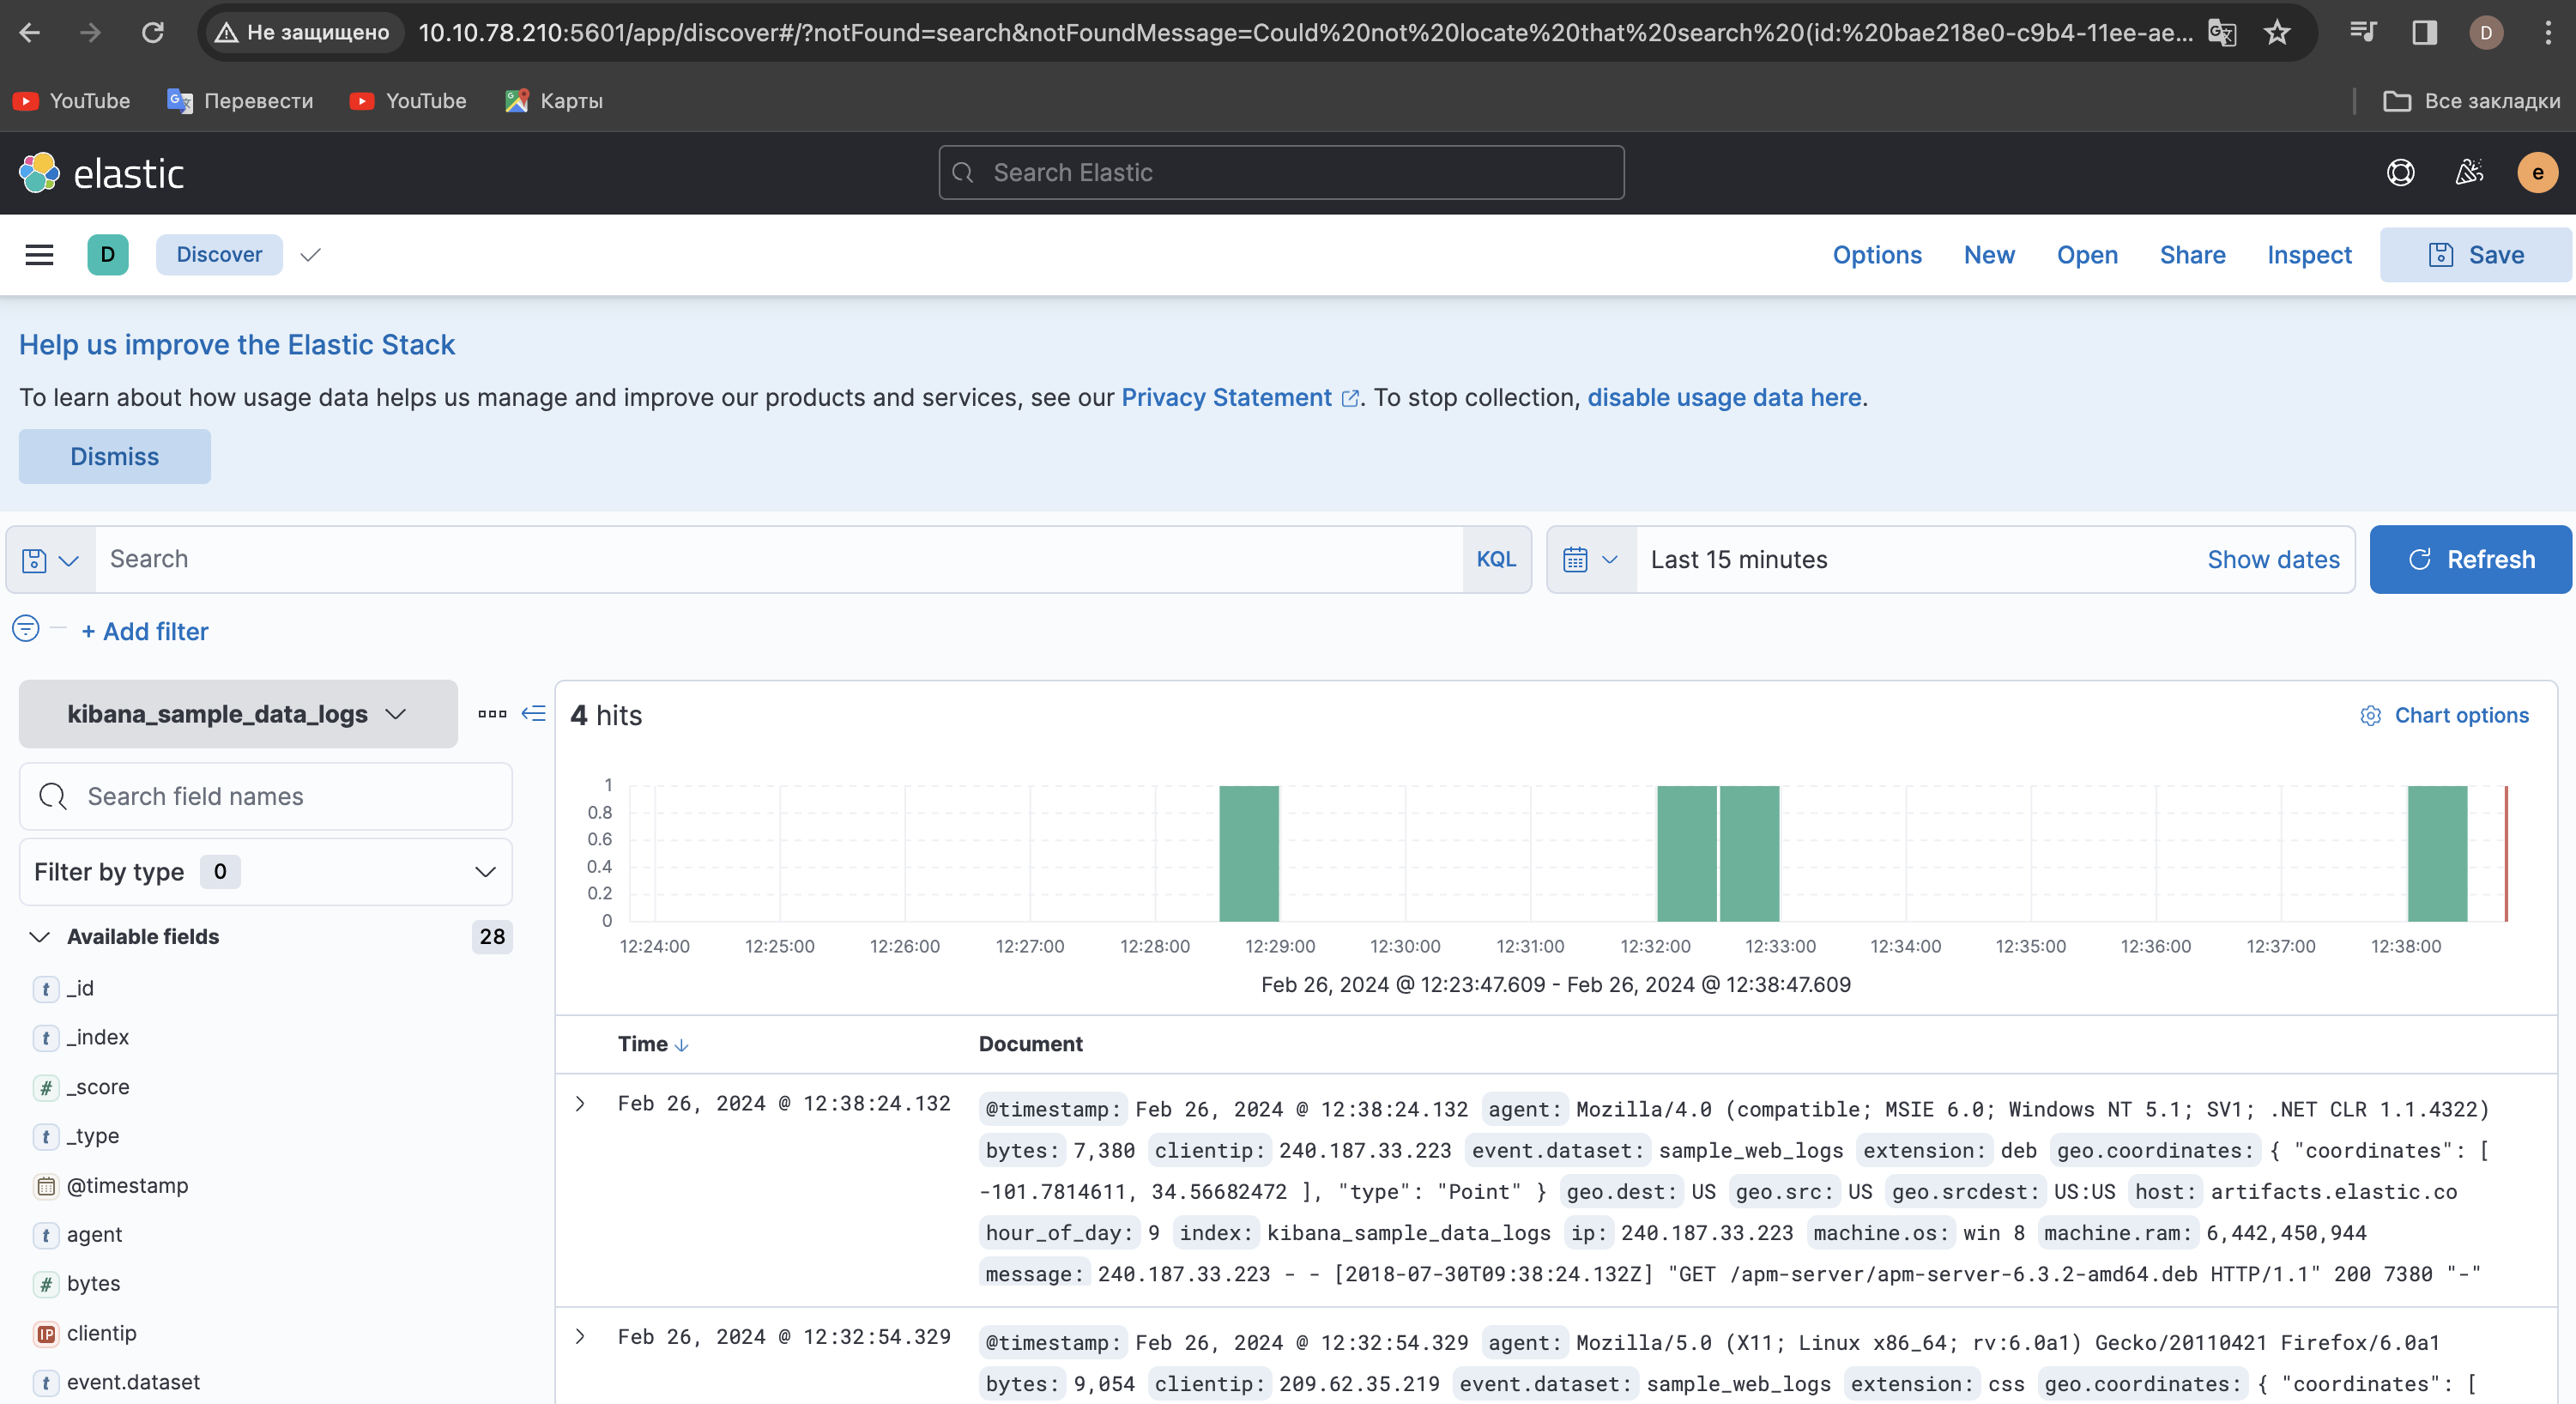 Не защищено 10.10.78.210:5601/app/discover#/?notFound=search&notFoundMessage=Could%20not%20locate%20that%20search%20(id:%20bae218e0-c9b4-11ee-ae... D
YouTube Перевести YouTube Карты Все закладки
elastic Search Elastic e
D Discover Options New Open Share Inspect Save
Help us improve the Elastic Stack
To learn about how usage data helps us manage and improve our products and services, see our Privacy Statement. To stop collection, disable usage data here.
Dismiss
Search KQL Last 15 minutes Show dates Refresh
+ Add filter
kibana_sample_data_logs
Search field names
Filter by type 0
Available fields 28
t _id
t _index
# _score
t _type
@timestamp
t agent
# bytes
IP clientip
t event.dataset
4 hits Chart options
1
0.8
0.6
0.4
0.2
0
12:24:00 12:25:00 12:26:00 12:27:00 12:28:00 12:29:00 12:30:00 12:31:00 12:32:00 12:33:00 12:34:00 12:35:00 12:36:00 12:37:00 12:38:00
Feb 26, 2024 @ 12:23:47.609 - Feb 26, 2024 @ 12:38:47.609
Time Document
Feb 26, 2024 @ 12:38:24.132 @timestamp: Feb 26, 2024 @ 12:38:24.132 agent: Mozilla/4.0 (compatible; MSIE 6.0; Windows NT 5.1; SV1; .NET CLR 1.1.4322)
bytes: 7,380 clientip: 240.187.33.223 event.dataset: sample_web_logs extension: deb geo.coordinates: { "coordinates": [
-101.7814611, 34.56682472 ], "type": "Point" } geo.dest: US geo.src: US geo.srcdest: US:US host: artifacts.elastic.co
hour_of_day: 9 index: kibana_sample_data_logs ip: 240.187.33.223 machine.os: win 8 machine.ram: 6,442,450,944
message: 240.187.33.223 - - [2018-07-30T09:38:24.132Z] "GET /apm-server/apm-server-6.3.2-amd64.deb HTTP/1.1" 200 7380 "-"
Feb 26, 2024 @ 12:32:54.329 @timestamp: Feb 26, 2024 @ 12:32:54.329 agent: Mozilla/5.0 (X11; Linux x86_64; rv:6.0a1) Gecko/20110421 Firefox/6.0a1
bytes: 9,054 clientip: 209.62.35.219 event.dataset: sample_web_logs extension: css geo.coordinates: { "coordinates": [